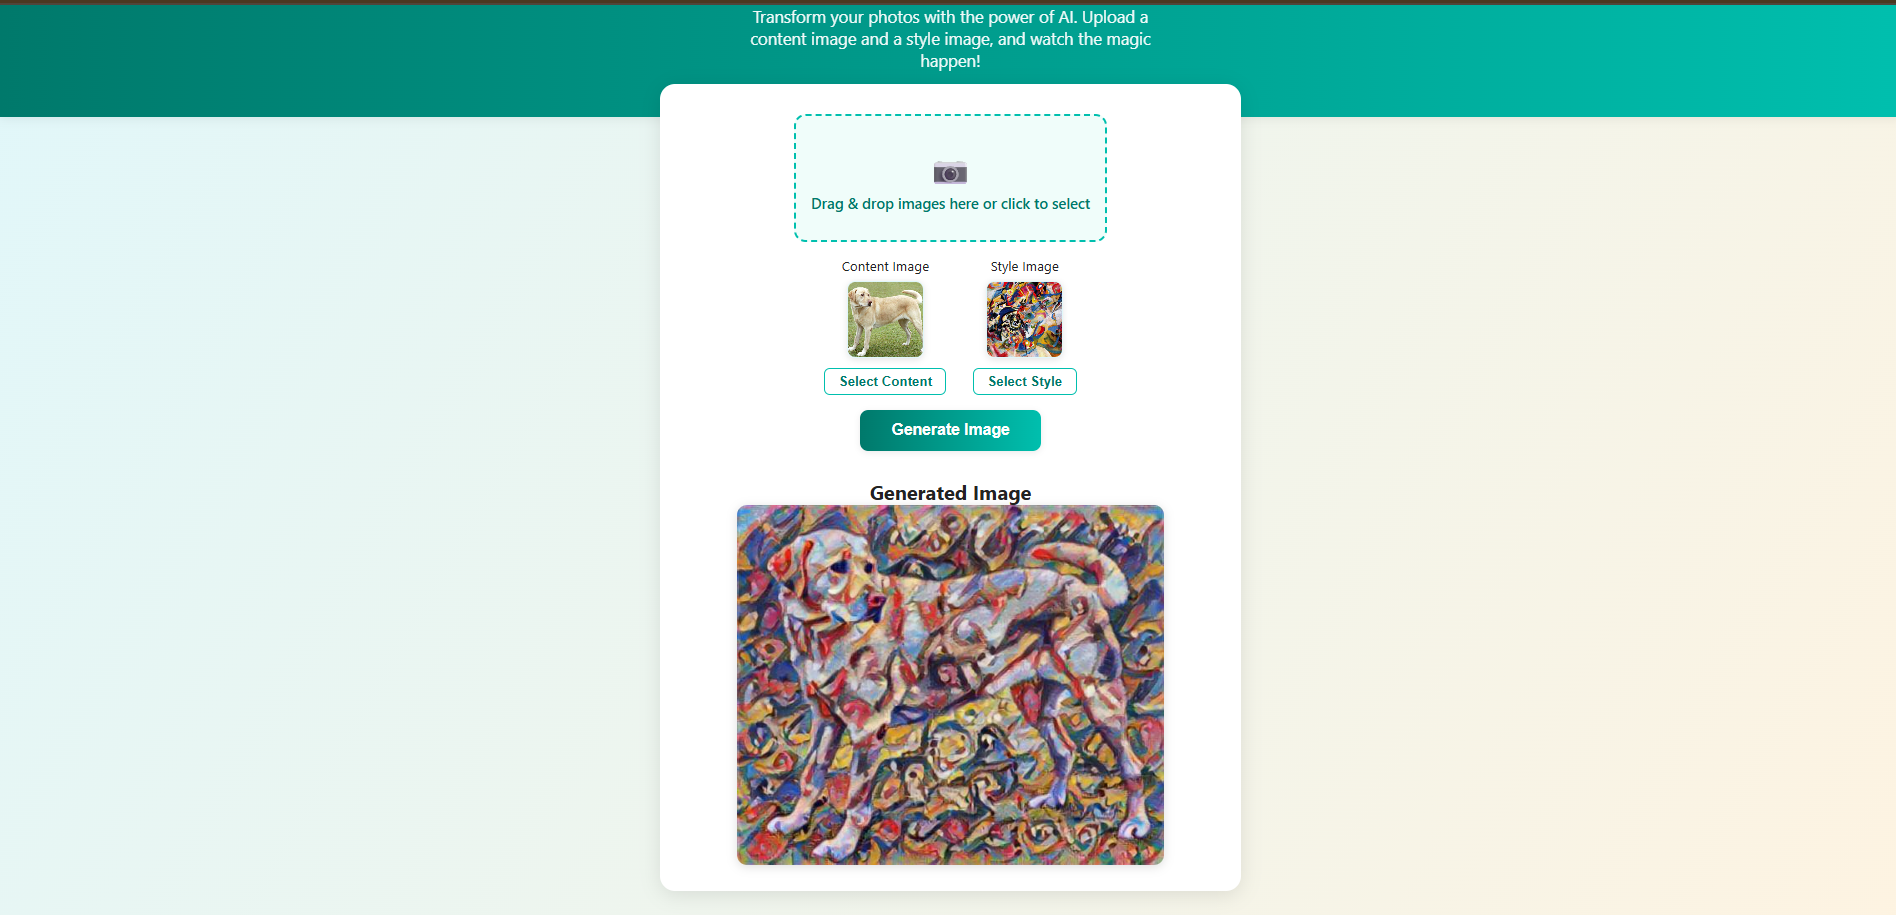 Transform your photos with the power of AI. Upload a
content image and a style image, and watch the magic
happen!
Drag & drop images here or click to select
Content Image
Style Image
Select Content
Select Style
Generate Image
Generated Image